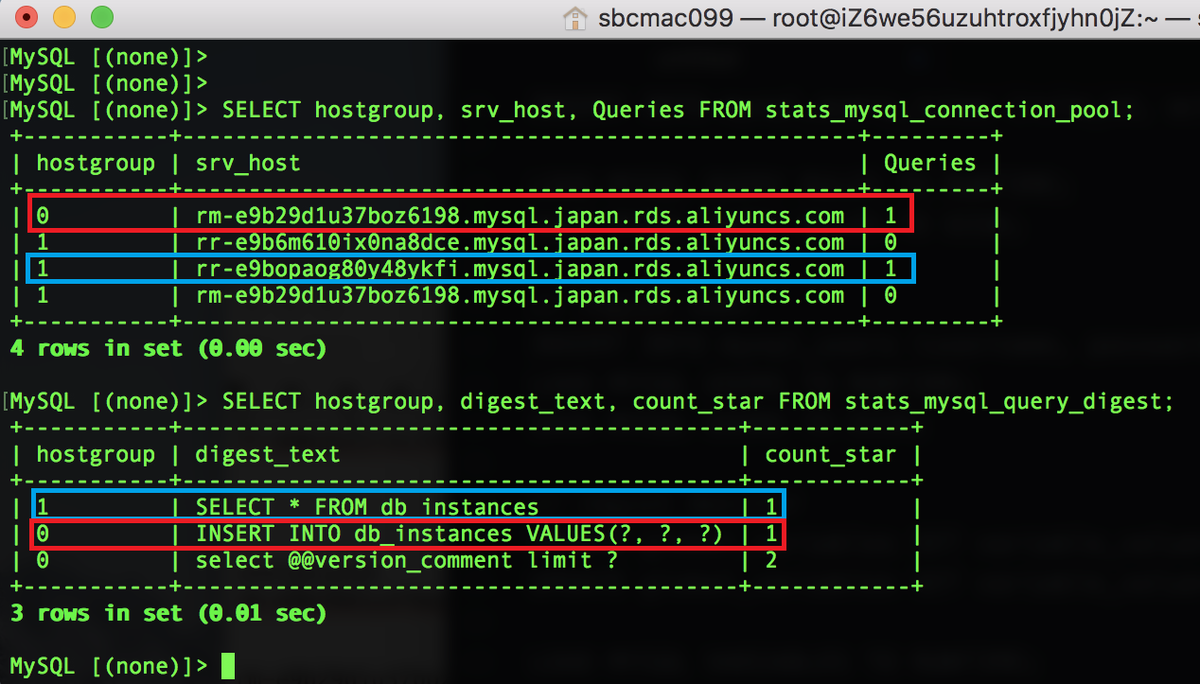 sbcmac099 — root@iZ6we56uzuhtroxfjyhn0jZ:~ —
[MySQL [(none)]>
[MySQL [(none)]>
[MySQL [(none)]> SELECT hostgroup, srv_host, Queries FROM stats_mysql_connection_pool;
+-----------+---------------------------------------------------+---------+
| hostgroup | srv_host                                          | Queries |
+-----------+---------------------------------------------------+---------+
| 0         | rm-e9b29d1u37boz6198.mysql.japan.rds.aliyuncs.com | 1       |
| 1         | rr-e9b6m610ix0na8dce.mysql.japan.rds.aliyuncs.com | 0       |
| 1         | rr-e9bopaog80y48ykfi.mysql.japan.rds.aliyuncs.com | 1       |
| 1         | rm-e9b29d1u37boz6198.mysql.japan.rds.aliyuncs.com | 0       |
+-----------+---------------------------------------------------+---------+
4 rows in set (0.00 sec)
[MySQL [(none)]> SELECT hostgroup, digest_text, count_star FROM stats_mysql_query_digest;
+-----------+------------------------------------------+------------+
| hostgroup | digest_text                              | count_star |
+-----------+------------------------------------------+------------+
| 1         | SELECT * FROM db_instances               | 1          |
| 0         | INSERT INTO db_instances VALUES(?, ?, ?) | 1          |
| 0         | select @@version_comment limit ?         | 2          |
+-----------+------------------------------------------+------------+
3 rows in set (0.01 sec)
MySQL [(none)]>